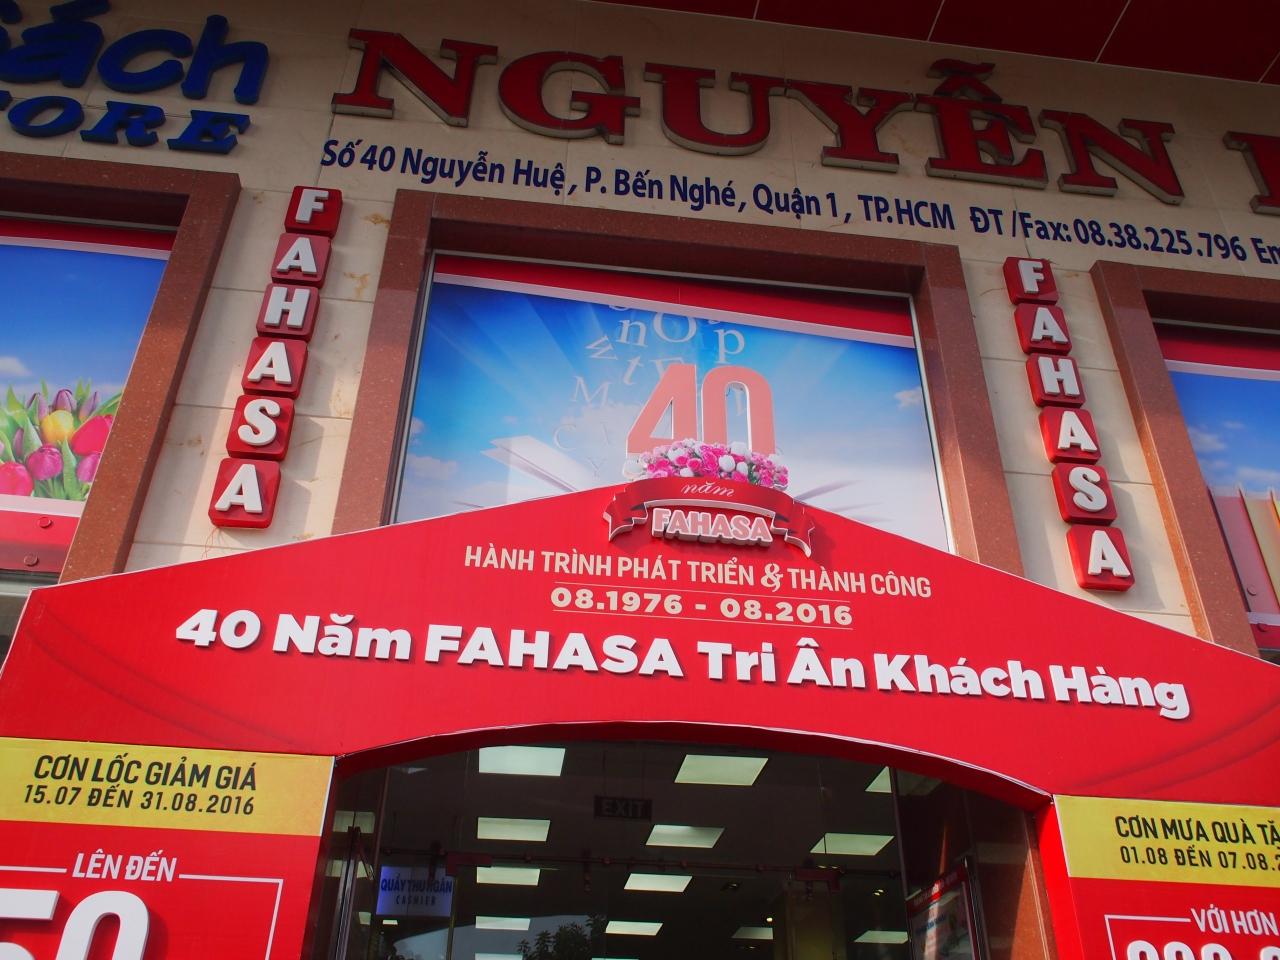 Sách NGUYỄN
STORE
Số 40 Nguyễn Huệ, P. Bến Nghé, Quận 1, TP.HCM ĐT/Fax: 08.38.225.796
FAHASA
FAHASA
40
năm
FAHASA
HÀNH TRÌNH PHÁT TRIỂN & THÀNH CÔNG
08.1976 - 08.2016
40 Năm FAHASA Tri Ân Khách Hàng
CƠN LỐC GIẢM GIÁ
15.07 ĐẾN 31.08.2016
LÊN ĐẾN
50
EXIT
QUẦY THU NGÂN
CASHIER
CƠN MƯA QUÀ
01.08 ĐẾN 07.08.
VỚI HƠN